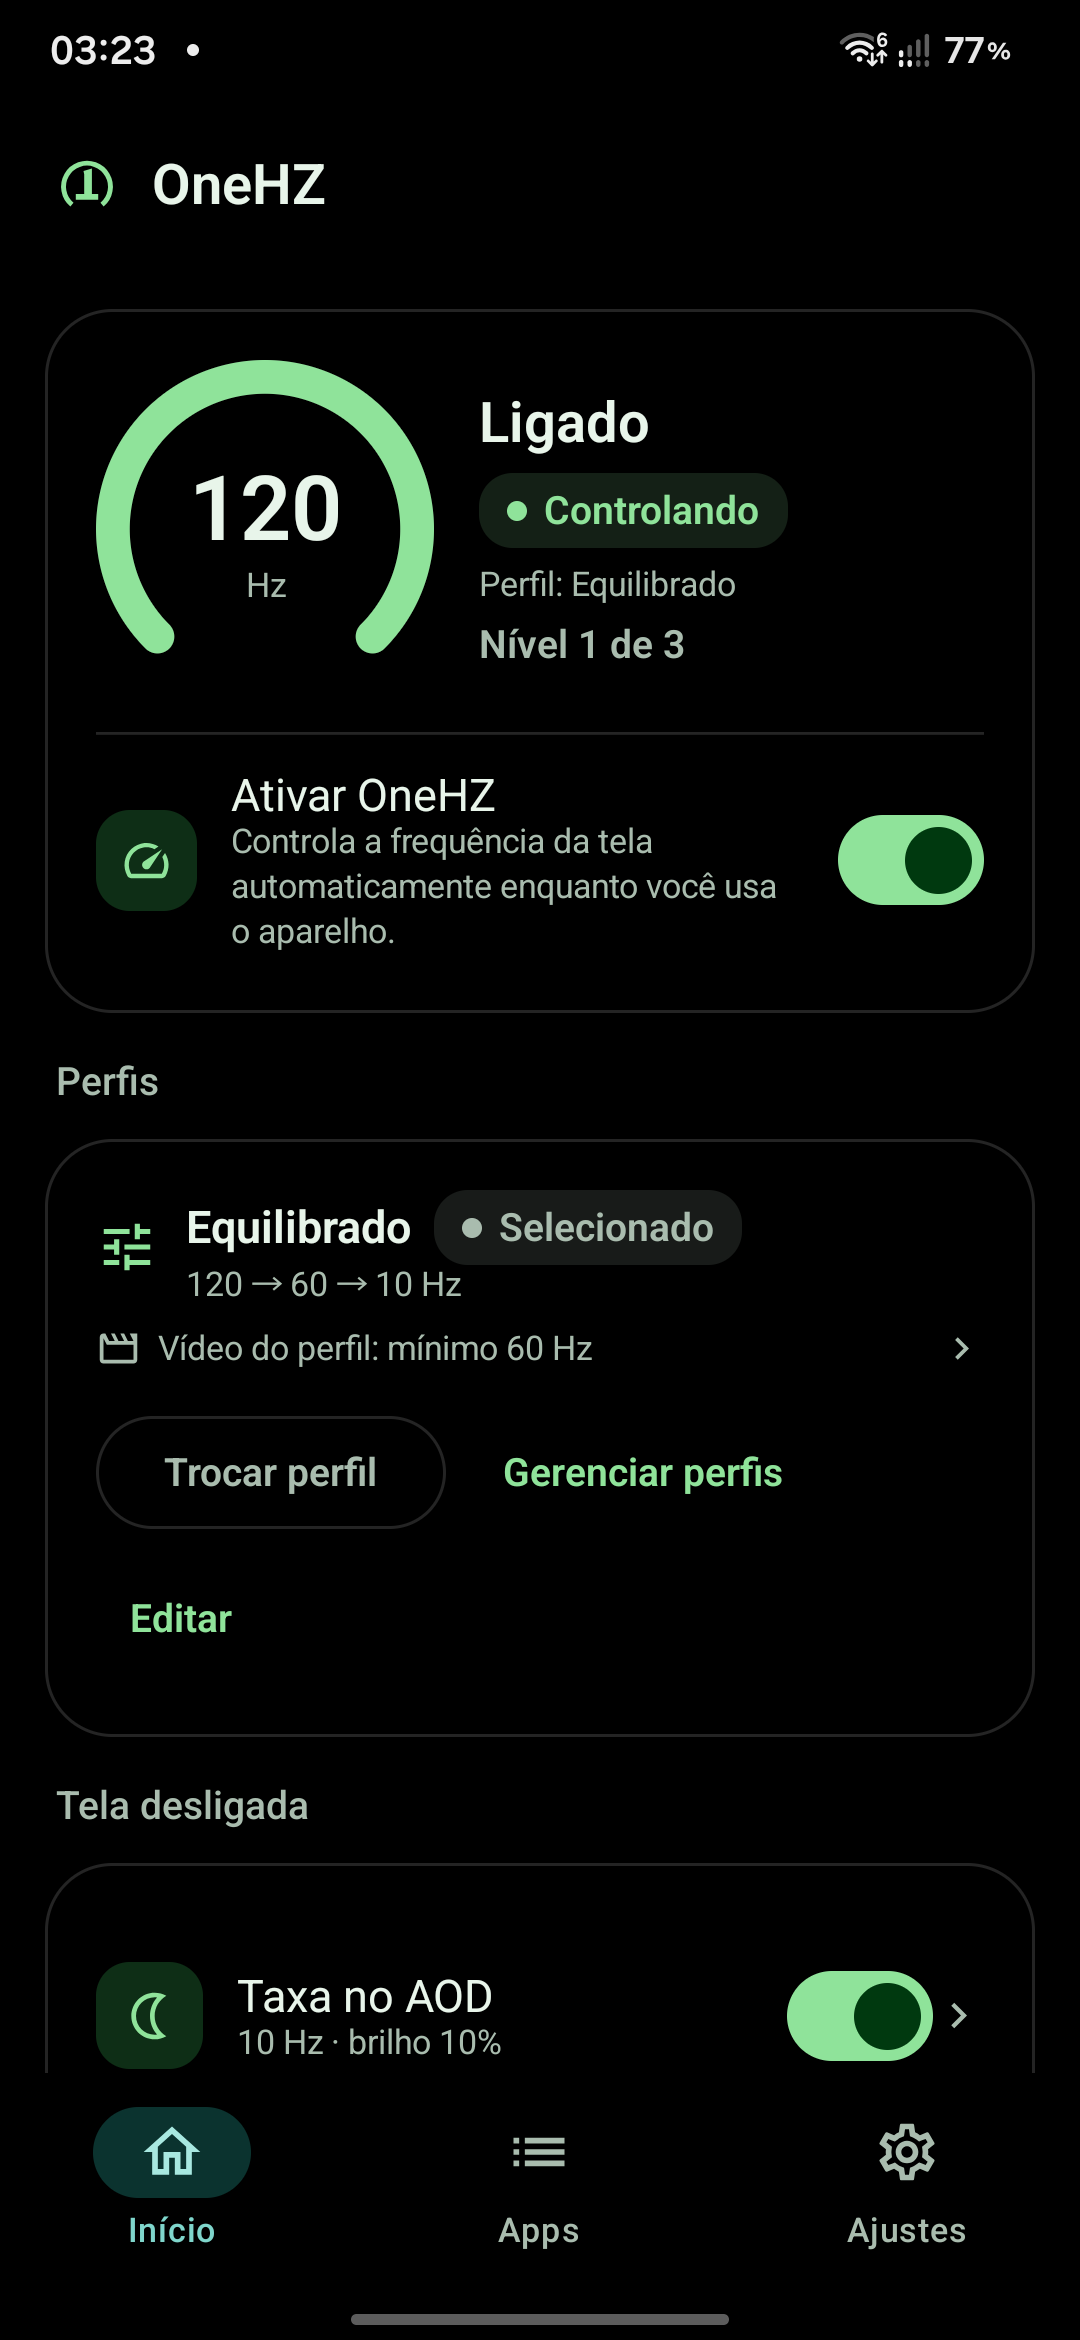 03:23
6
77%
OneHZ
120
Hz
Ligado
Controlando
Perfil: Equilibrado
Nível 1 de 3
Ativar OneHZ
Controla a frequência da tela
automaticamente enquanto você usa
o aparelho.
Perfis
Equilibrado
Selecionado
120 → 60 → 10 Hz
Vídeo do perfil: mínimo 60 Hz
Trocar perfil
Gerenciar perfis
Editar
Tela desligada
Taxa no AOD
10 Hz · brilho 10%
Início
Apps
Ajustes